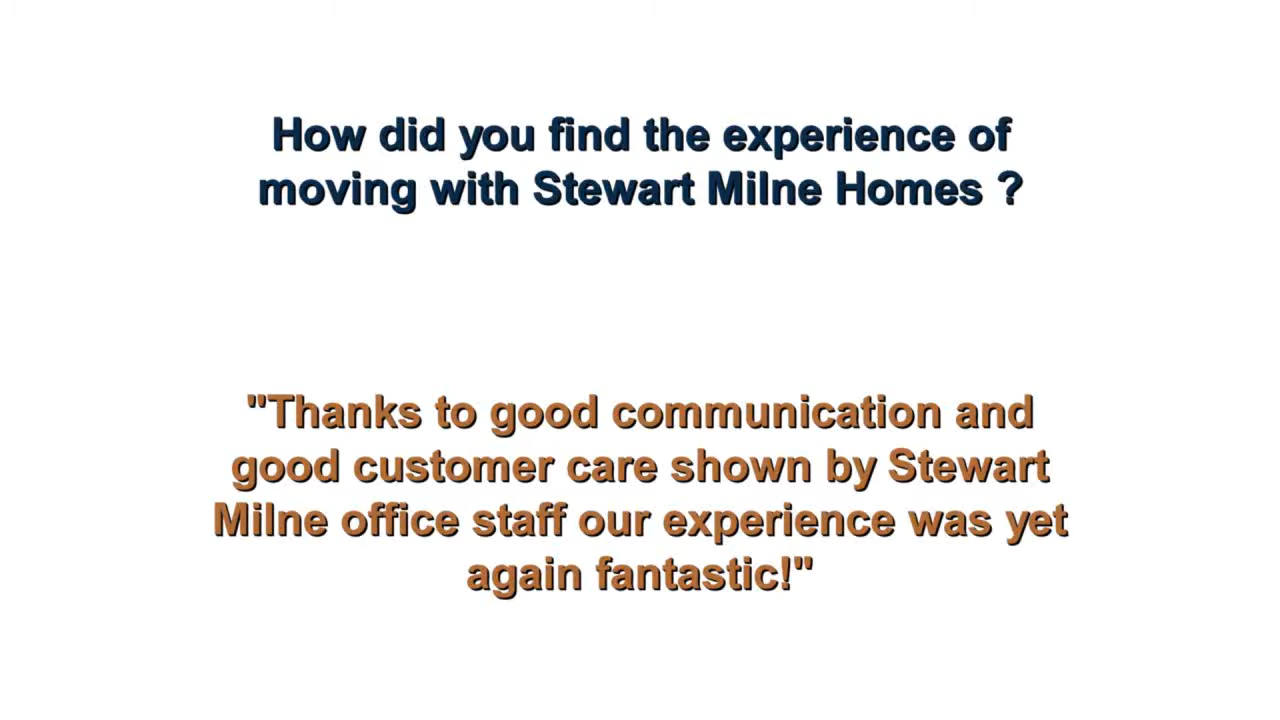 How did you find the experience of
moving with Stewart Milne Homes ?
"Thanks to good communication and
good customer care shown by Stewart
Milne office staff our experience was yet
again fantastic!"